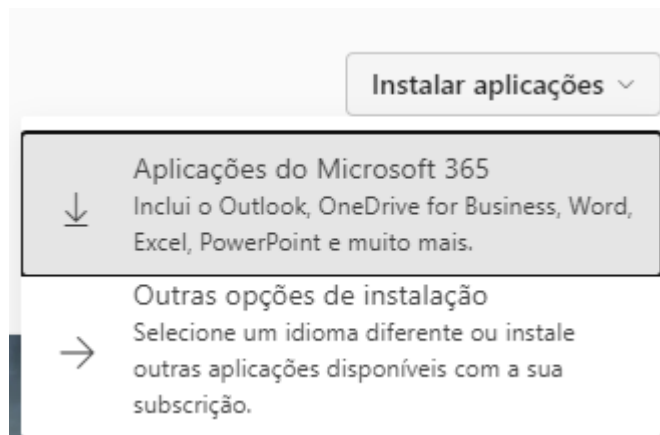 Instalar aplicações
Aplicações do Microsoft 365
Inclui o Outlook, OneDrive for Business, Word,
Excel, PowerPoint e muito mais.
Outras opções de instalação
Selecione um idioma diferente ou instale
outras aplicações disponíveis com a sua
subscrição.